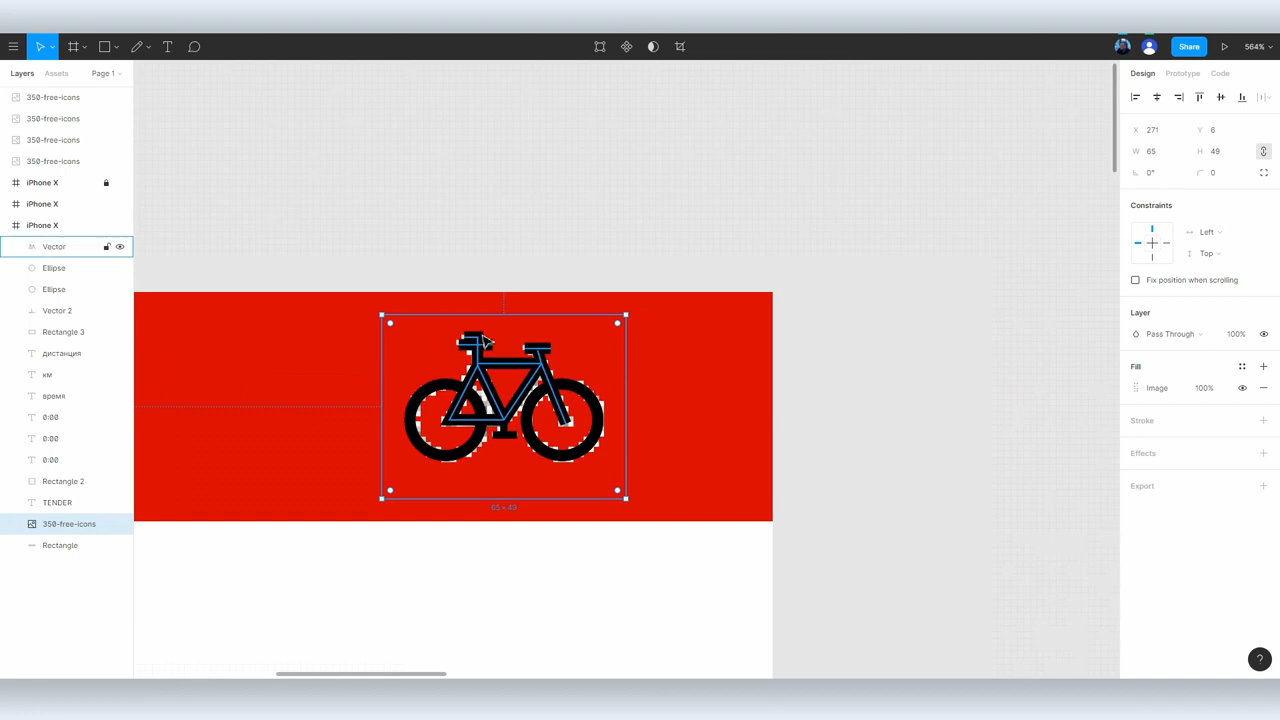 Share
564%
Layers
Assets
Page 1
350-free-icons
350-free-icons
350-free-icons
350-free-icons
iPhone X
iPhone X
iPhone X
Vector
Ellipse
Ellipse
Vector 2
Rectangle 3
дистанция
км
время
0:00
0:00
0:00
Rectangle 2
TENDER
350-free-icons
Rectangle
65 × 49
Design
Prototype
Code
X 271
Y 6
W 65
H 49
0°
0
Constraints
Left
Top
Fix position when scrolling
Layer
Pass Through
100%
Fill
Image
100%
Stroke
Effects
Export
?